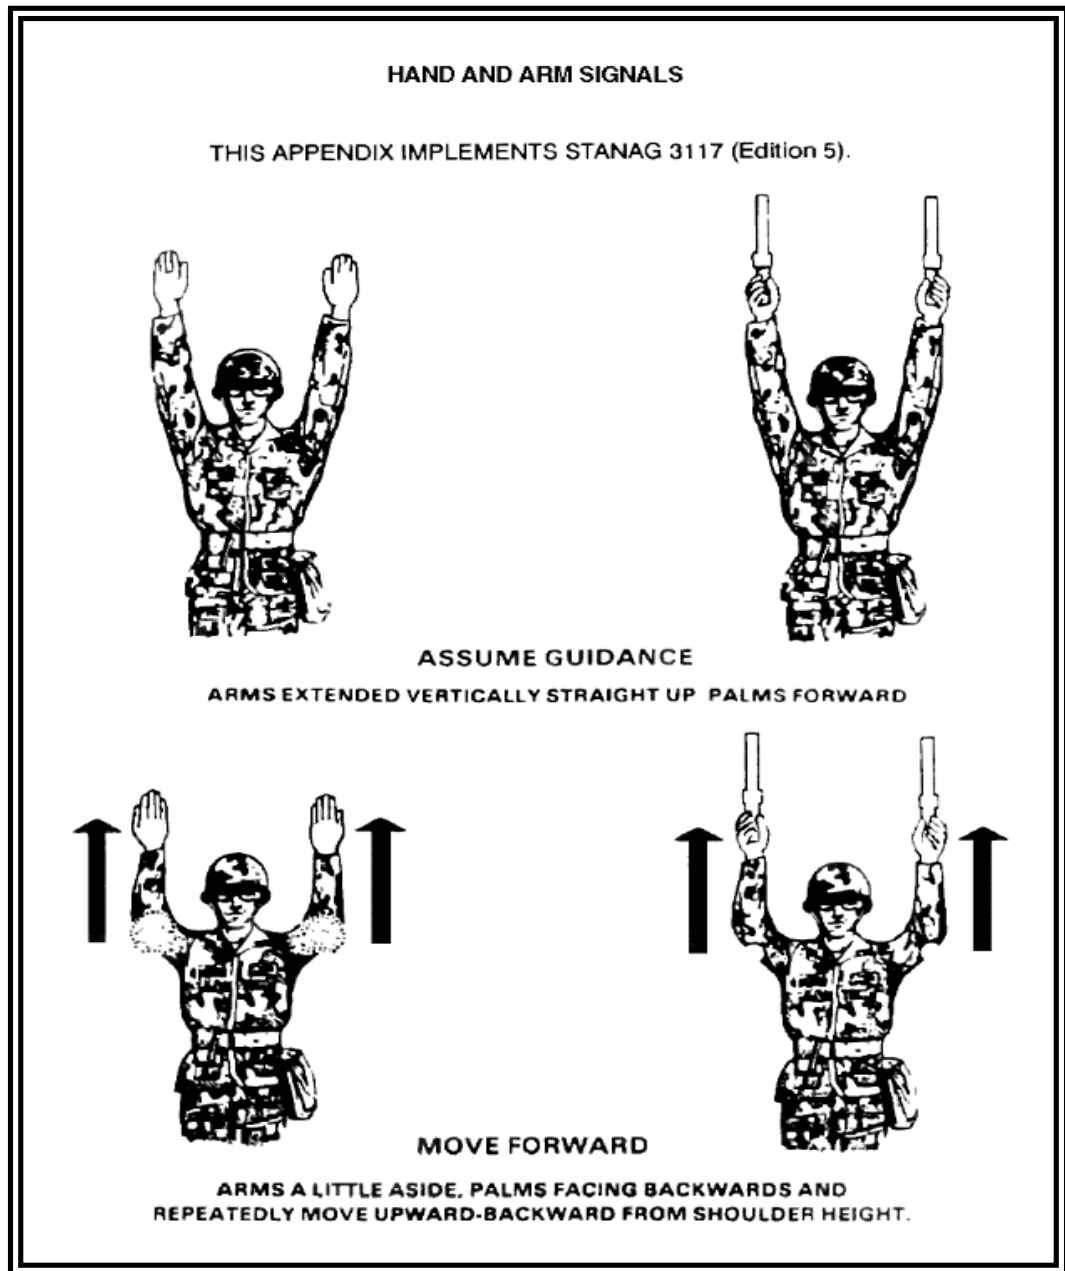 HAND AND ARM SIGNALS
THIS APPENDIX IMPLEMENTS STANAG 3117 (Edition 5).
ASSUME GUIDANCE
ARMS EXTENDED VERTICALLY STRAIGHT UP PALMS FORWARD
MOVE FORWARD
ARMS A LITTLE ASIDE, PALMS FACING BACKWARDS AND
REPEATEDLY MOVE UPWARD-BACKWARD FROM SHOULDER HEIGHT.